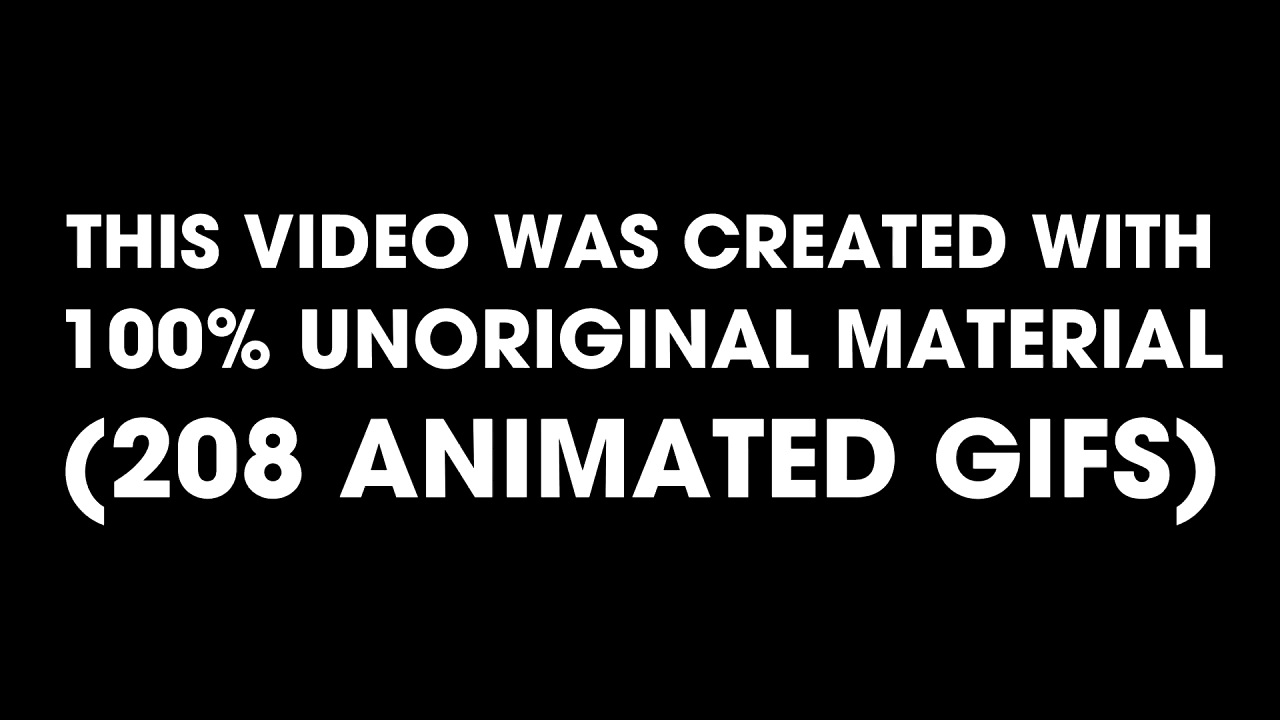 THIS VIDEO WAS CREATED WITH
100% UNORIGINAL MATERIAL
(208 ANIMATED GIFS)